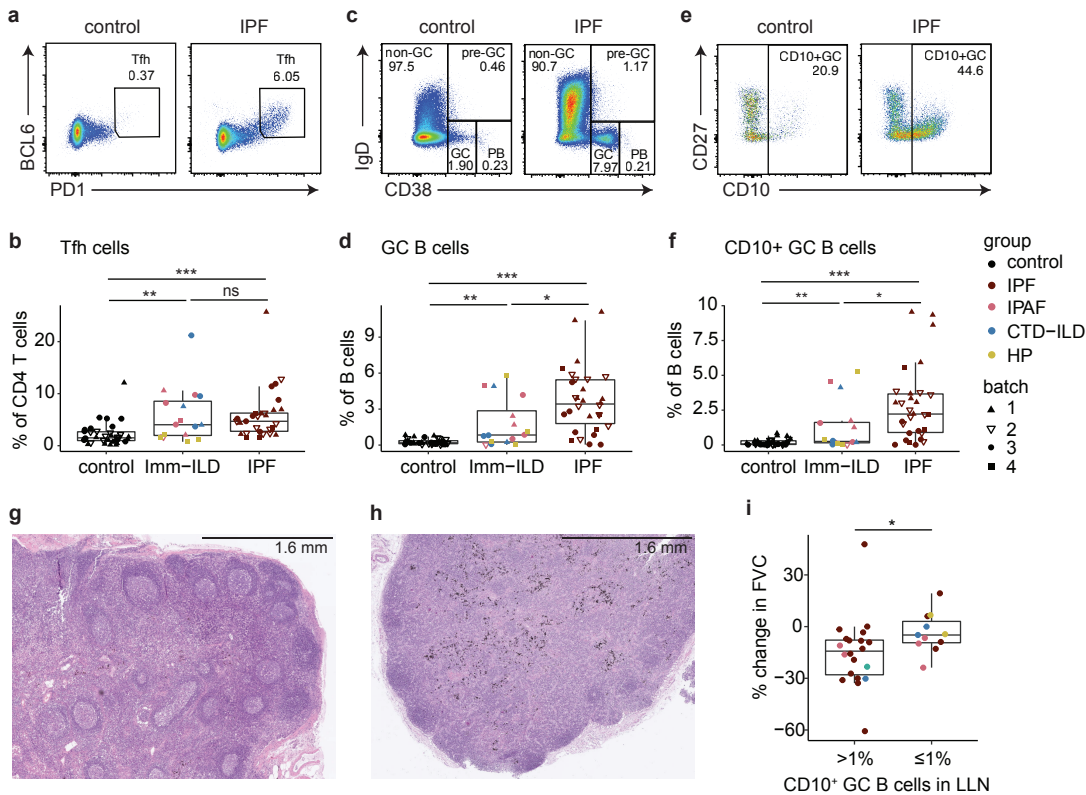 a
control
IPF
Tfh
0.37
Tfh
6.05
BCL6
PD1
c
control
IPF
non-GC
97.5
pre-GC
0.46
GC
1.90
PB
0.23
non-GC
90.7
pre-GC
1.17
GC
7.97
PB
0.21
IgD
CD38
e
control
IPF
CD10+GC
20.9
CD10+GC
44.6
CD27
CD10
b
Tfh cells
***
**
ns
% of CD4 T cells
20
10
0
control
Imm−ILD
IPF
d
GC B cells
***
**
*
% of B cells
9
6
3
0
control
Imm−ILD
IPF
f
CD10+ GC B cells
***
**
*
% of B cells
10
7.5
5.0
2.5
0
control
Imm−ILD
IPF
group
control
IPF
IPAF
CTD−ILD
HP
batch
1
2
3
4
g
1.6 mm
h
1.6 mm
i
*
% change in FVC
30
0
−30
−60
>1%
≤1%
CD10⁺ GC B cells in LLN